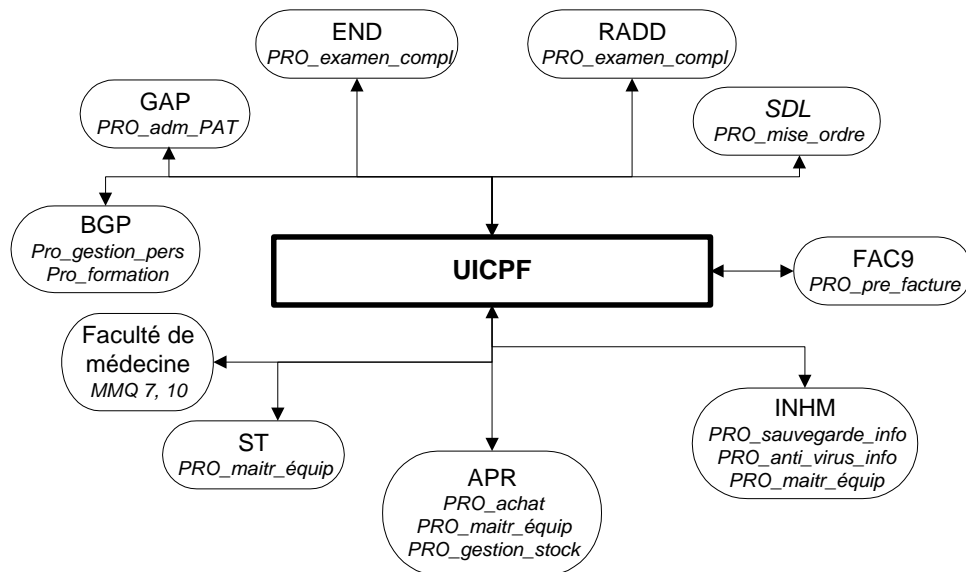 END
PRO_examen_compl
RADD
PRO_examen_compl
GAP
PRO_adm_PAT
SDL
PRO_mise_ordre
BGP
Pro_gestion_pers
Pro_formation
UICPF
FAC9
PRO_pre_facture
Faculté de
médecine
MMQ 7, 10
ST
PRO_maitr_équip
APR
PRO_achat
PRO_maitr_équip
PRO_gestion_stock
INHM
PRO_sauvegarde_info
PRO_anti_virus_info
PRO_maitr_équip